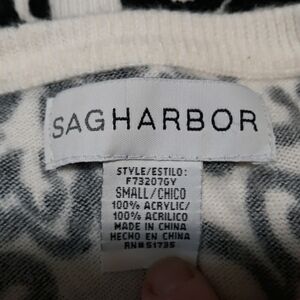 SAGHARBOR
STYLE/ESTILO:
F73207GY
SMALL/CHICO
100% ACRYLIC/
100% ACRILICO
MADE IN CHINA
HECHO EN CHINA
RN#51735